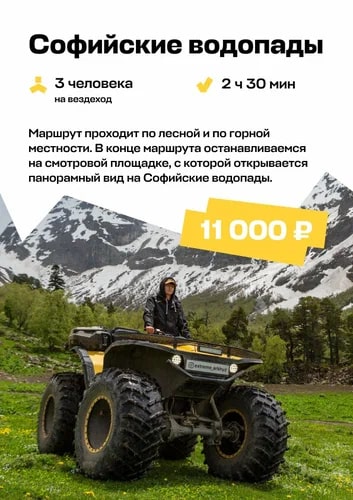 Софийские водопады
3 человека
на вездеход
2 ч 30 мин
Маршрут проходит по лесной и по горной
местности. В конце маршрута останавливаемся
на смотровой площадке, с которой открывается
панорамный вид на Софийские водопады.
11 000 ₽